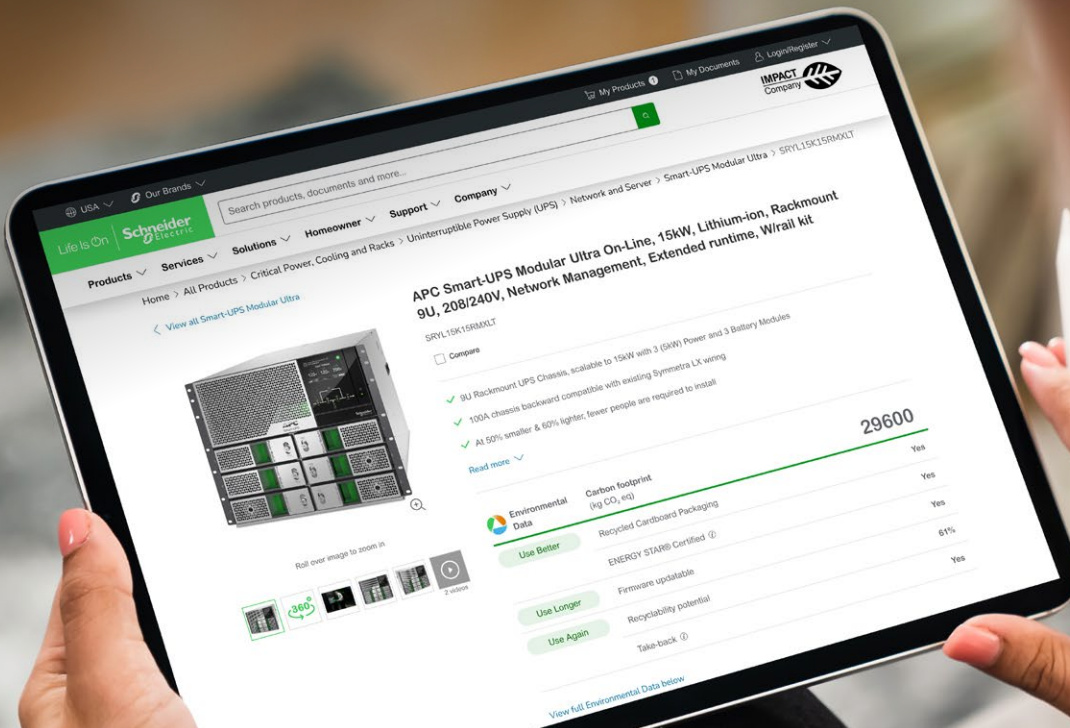 USA
Our Brands
My Products 1
My Documents
Login/Register
Life Is On
Schneider
Electric
Search products, documents and more...
IMPACT
Company
Products
Services
Solutions
Homeowner
Support
Company
Home > All Products > Critical Power, Cooling and Racks > Uninterruptible Power Supply (UPS) > Network and Server > Smart-UPS Modular Ultra > SRYL15K15RMXLT
< View all Smart-UPS Modular Ultra
APC Smart-UPS Modular Ultra On-Line, 15kW, Lithium-ion, Rackmount
9U, 208/240V, Network Management, Extended runtime, W/rail kit
SRYL15K15RMXLT
Compare
9U Rackmount UPS Chassis, scalable to 15kW with 3 (5kW) Power and 3 Battery Modules
100A chassis backward compatible with existing Symmetra LX wiring
At 50% smaller & 60% lighter, fewer people are required to install
Read more
Roll over image to zoom in
360°
2 videos
Environmental
Data
Carbon footprint
(kg CO₂ eq)
29600
Use Better
Recycled Cardboard Packaging
Yes
ENERGY STAR® Certified
Yes
Use Longer
Firmware updatable
Yes
Use Again
Recyclability potential
61%
Take-back
Yes
View full Environmental Data below